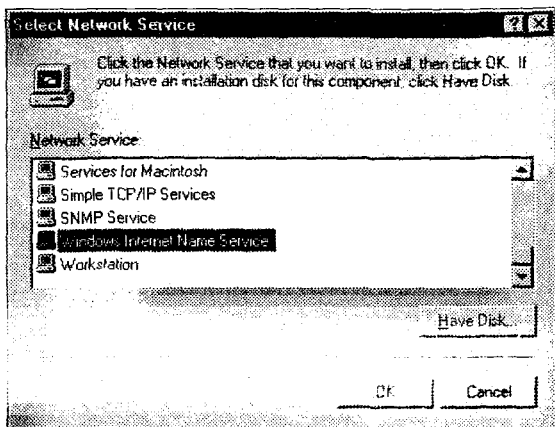 Select Network Service
Click the Network Service that you want to install, then click OK. If
you have an installation disk for this component, click Have Disk.
Network Service:
Services for Macintosh
Simple TCP/IP Services
SNMP Service
Windows Internet Name Service
Workstation
Have Disk...
OK
Cancel